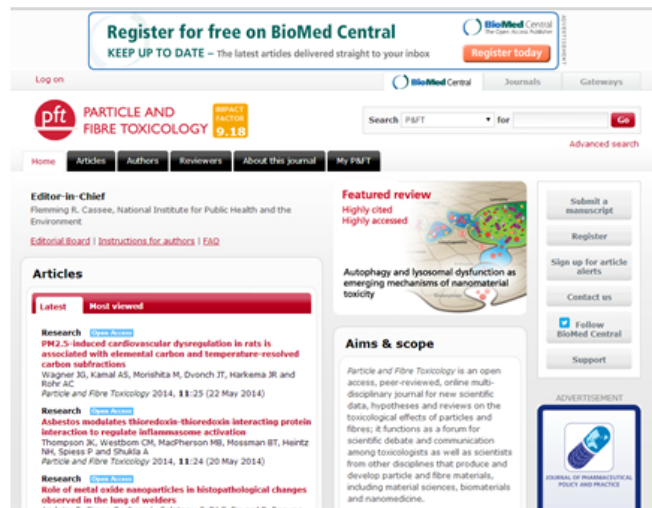 Register for free on BioMed Central
KEEP UP TO DATE – The latest articles delivered straight to your inbox
BioMed Central
The Open Access Publisher
Register today
ADVERTISEMENT
Log on
BioMed Central
Journals
Gateways
pft
PARTICLE AND
FIBRE TOXICOLOGY
IMPACT
FACTOR
9.18
Search P&FT for
Go
Advanced search
Home
Articles
Authors
Reviewers
About this journal
My P&FT
Editor-in-Chief
Flemming R. Cassee, National Institute for Public Health and the
Environment
Editorial Board | Instructions for authors | FAQ
Articles
Latest
Most viewed
Research Open Access
PM2.5-induced cardiovascular dysregulation in rats is
associated with elemental carbon and temperature-resolved
carbon subfractions
Wagner JG, Kamal AS, Morishita M, Dvonch JT, Harkema JR and
Rohr AC
Particle and Fibre Toxicology 2014, 11:25 (22 May 2014)
Research Open Access
Asbestos modulates thioredoxin-thioredoxin interacting protein
interaction to regulate inflammasome activation
Thompson JK, Westbom CM, MacPherson MB, Mossman BT, Heintz
NH, Spiess P and Shukla A
Particle and Fibre Toxicology 2014, 11:24 (20 May 2014)
Research Open Access
Role of metal oxide nanoparticles in histopathological changes
observed in the lung of welders
Featured review
Highly cited
Highly accessed
Autophagy and lysosomal dysfunction as
emerging mechanisms of nanomaterial
toxicity
Aims & scope
Particle and Fibre Toxicology is an open
access, peer-reviewed, online multi-
disciplinary journal for new scientific
data, hypotheses and reviews on the
toxicological effects of particles and
fibres; it functions as a forum for
scientific debate and communication
among toxicologists as well as scientists
from other disciplines that produce and
develop particle and fibre materials,
including material sciences, biomaterials
and nanomedicine.
Submit a
manuscript
Register
Sign up for article
alerts
Contact us
Follow
BioMed Central
Support
ADVERTISEMENT
JOURNAL OF PHARMACEUTICAL
POLICY AND PRACTICE